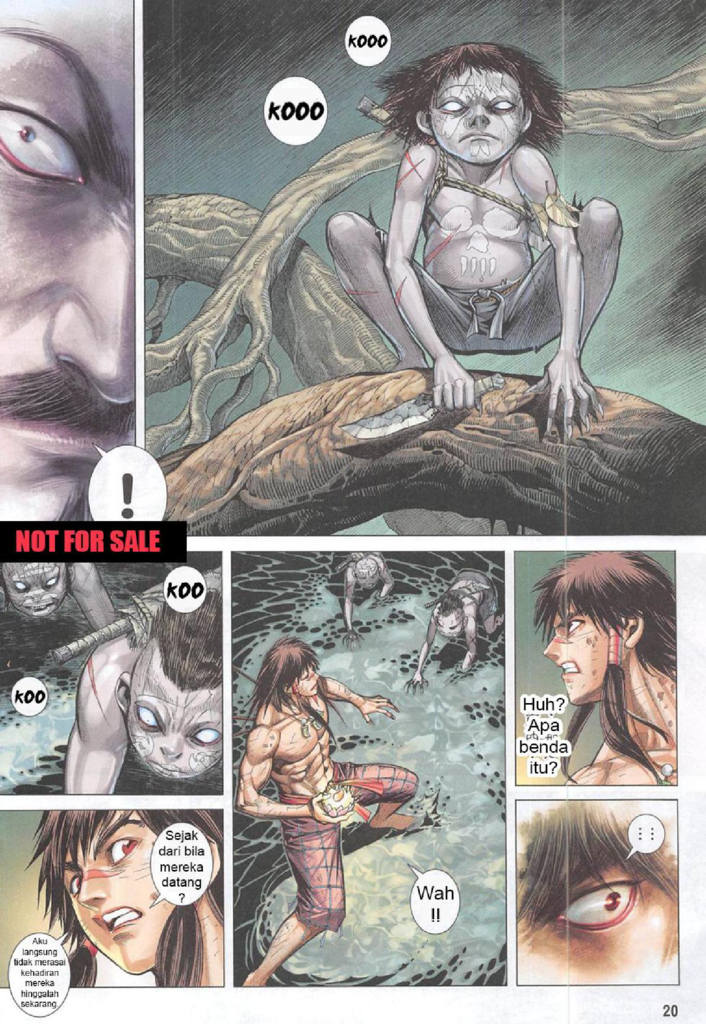 KOOO
KOOO
!
NOT FOR SALE
KOO
KOO
Wah
!!
Huh?
Apa
benda
itu?
Sejak
dari bila
mereka
datang
?
Aku
langsung
tidak merasai
kehadiran
mereka
hinggalah
sekarang.
::
20